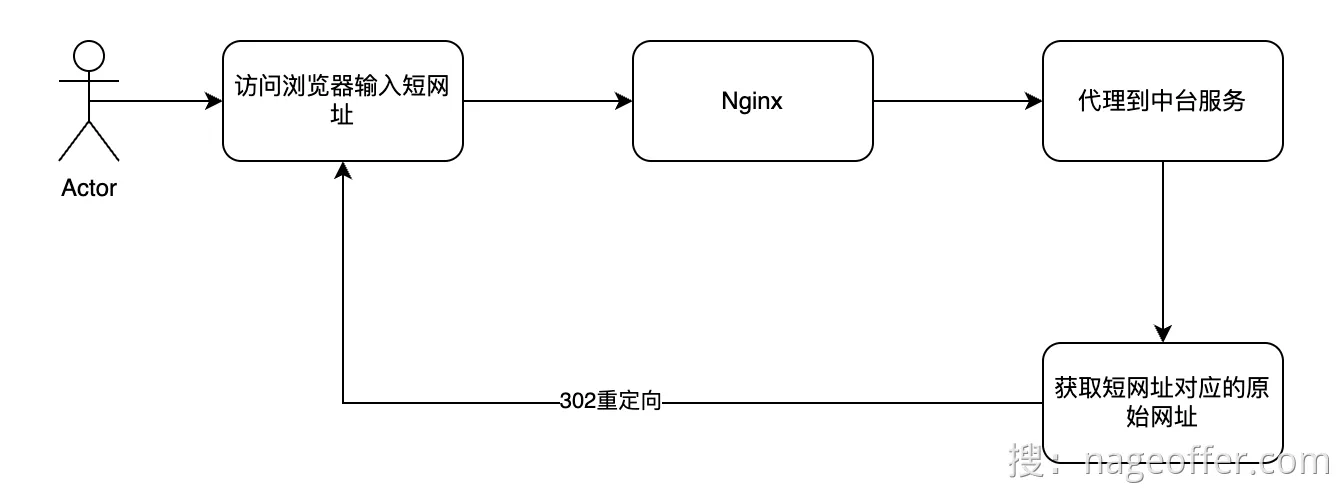 访问浏览器输入短网
址
Nginx
代理到中台服务
Actor
302重定向
获取短网址对应的原
始网址
搜：nageoffer.com